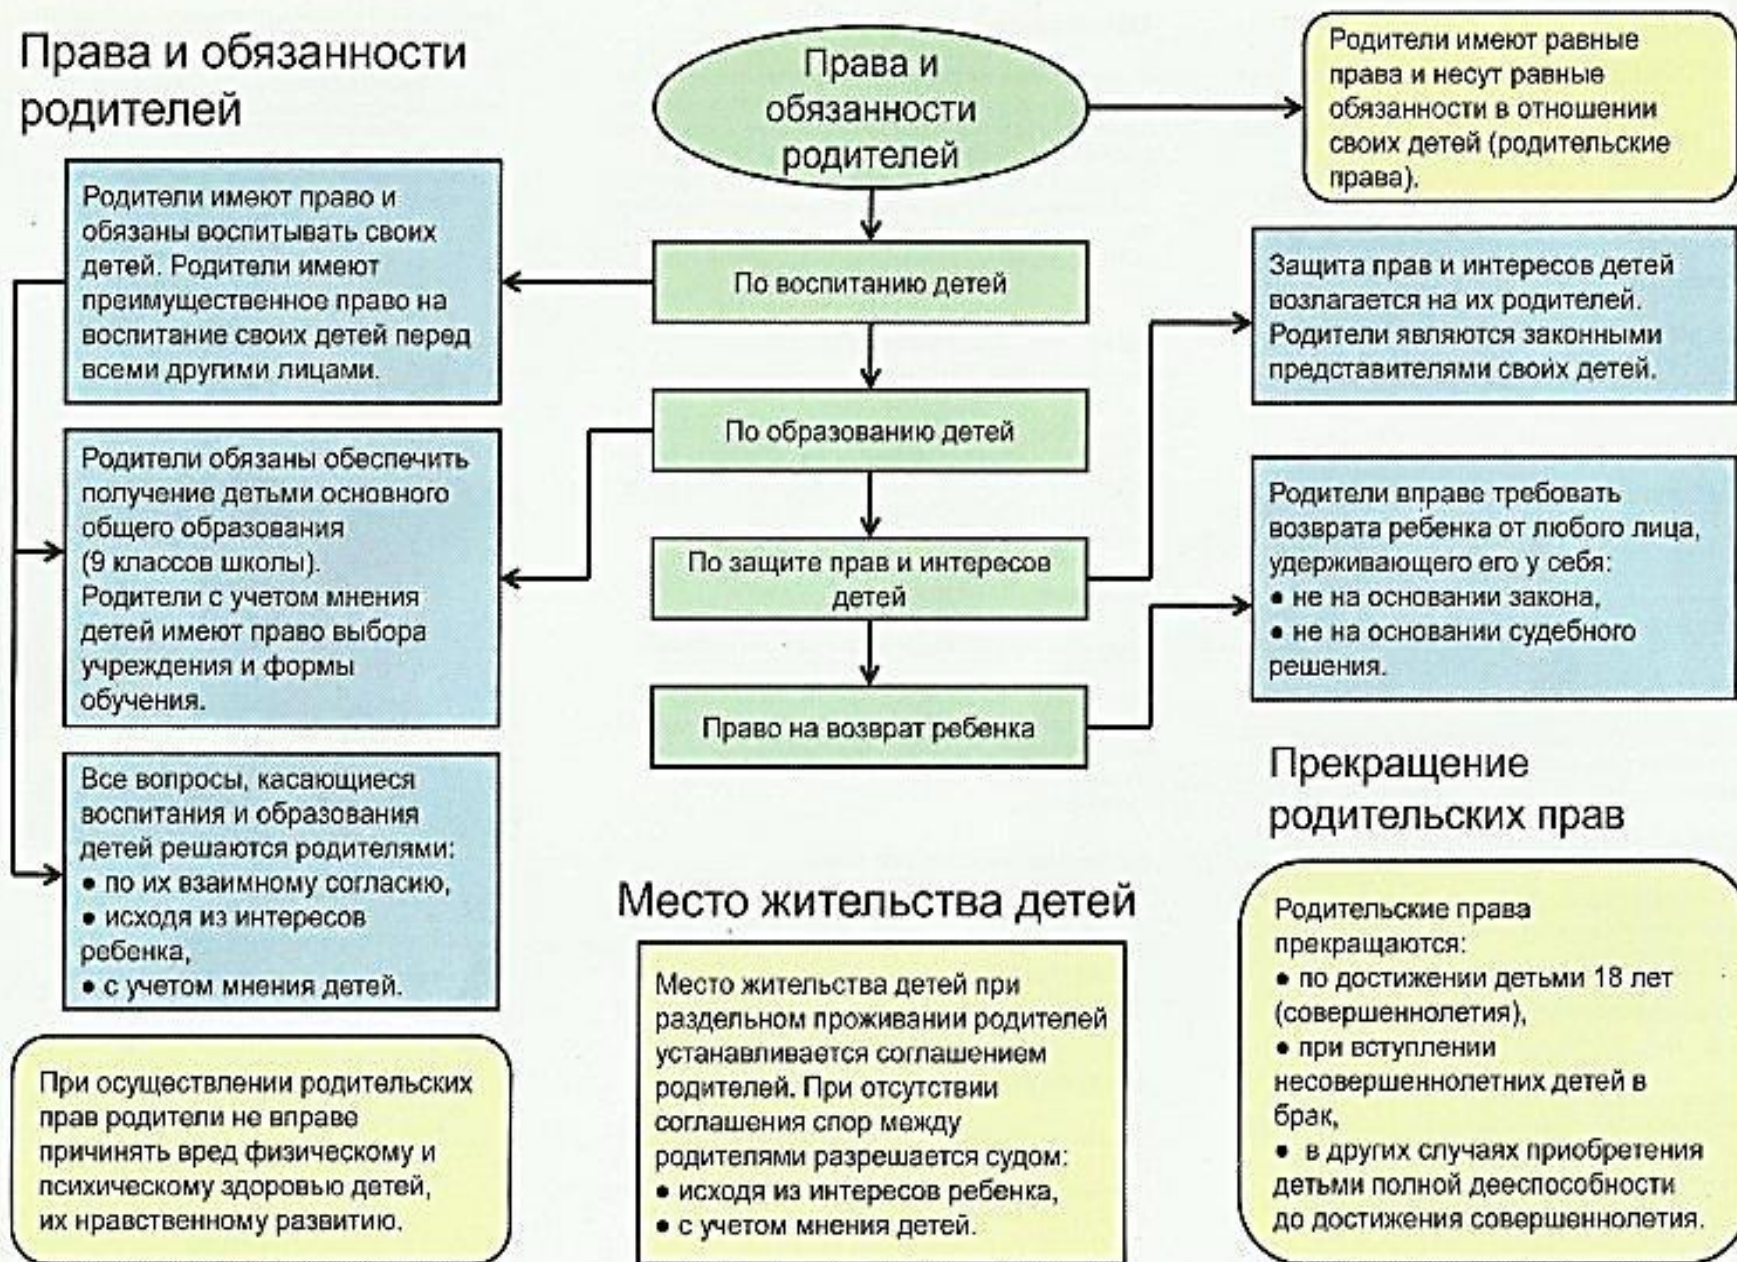 Права и обязанности
родителей
Права и
обязанности
родителей
Родители имеют равные
права и несут равные
обязанности в отношении
своих детей (родительские
права).
Родители имеют право и
обязаны воспитывать своих
детей. Родители имеют
преимущественное право на
воспитание своих детей перед
всеми другими лицами.
По воспитанию детей
Защита прав и интересов детей
возлагается на их родителей.
Родители являются законными
представителями своих детей.
По образованию детей
Родители обязаны обеспечить
получение детьми основного
общего образования
(9 классов школы).
Родители с учетом мнения
детей имеют право выбора
учреждения и формы
обучения.
По защите прав и интересов
детей
Родители вправе требовать
возврата ребенка от любого лица,
удерживающего его у себя:
● не на основании закона,
● не на основании судебного
решения.
Право на возврат ребенка
Все вопросы, касающиеся
воспитания и образования
детей решаются родителями:
● по их взаимному согласию,
● исходя из интересов
ребенка,
● с учетом мнения детей.
При осуществлении родительских
прав родители не вправе
причинять вред физическому и
психическому здоровью детей,
их нравственному развитию.
Место жительства детей
Место жительства детей при
раздельном проживании родителей
устанавливается соглашением
родителей. При отсутствии
соглашения спор между
родителями разрешается судом:
● исходя из интересов ребенка,
● с учетом мнения детей.
Прекращение
родительских прав
Родительские права
прекращаются:
● по достижении детьми 18 лет
(совершеннолетия),
● при вступлении
несовершеннолетних детей в
брак,
● в других случаях приобретения
детьми полной дееспособности
до достижения совершеннолетия.